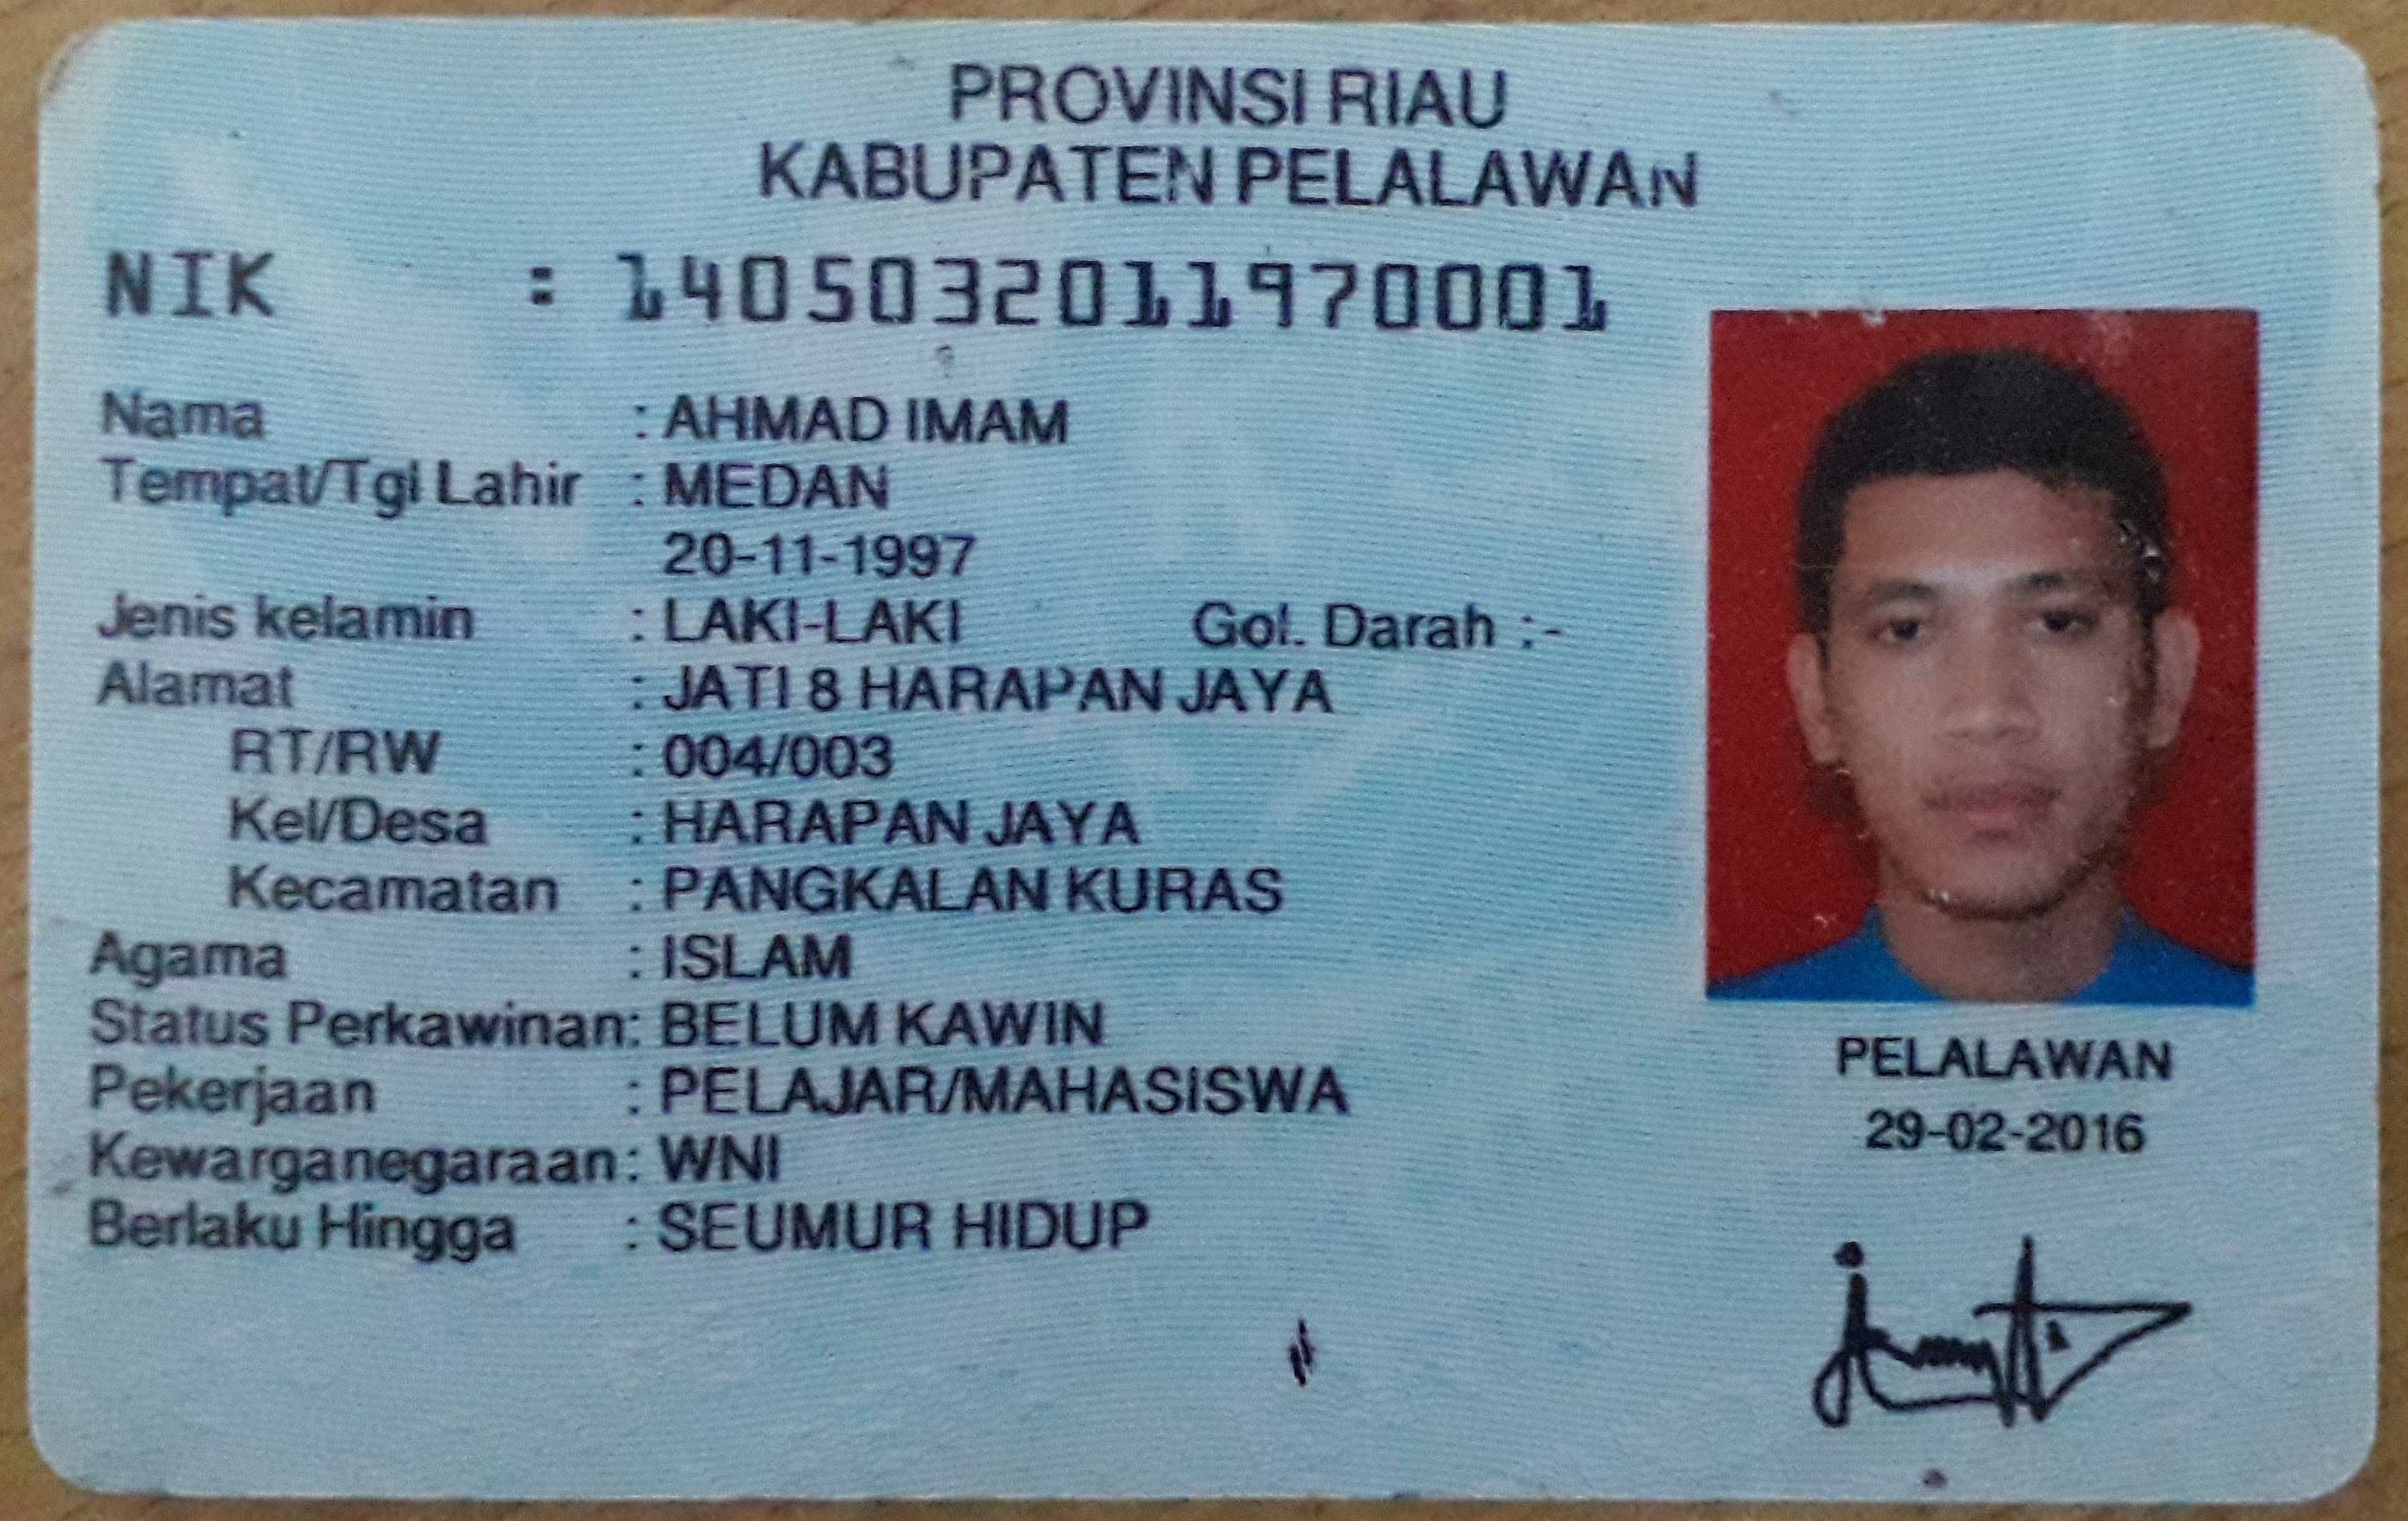 PROVINSI RIAU
KABUPATEN PELALAWAN
NIK : 1405032011970001
Nama : AHMAD IMAM
Tempat/Tgl Lahir : MEDAN
20-11-1997
Jenis kelamin : LAKI-LAKI Gol. Darah :-
Alamat : JATI 8 HARAPAN JAYA
RT/RW : 004/003
Kel/Desa : HARAPAN JAYA
Kecamatan : PANGKALAN KURAS
Agama : ISLAM
Status Perkawinan: BELUM KAWIN
Pekerjaan : PELAJAR/MAHASISWA
Kewarganegaraan: WNI
Berlaku Hingga : SEUMUR HIDUP
PELALAWAN
29-02-2016